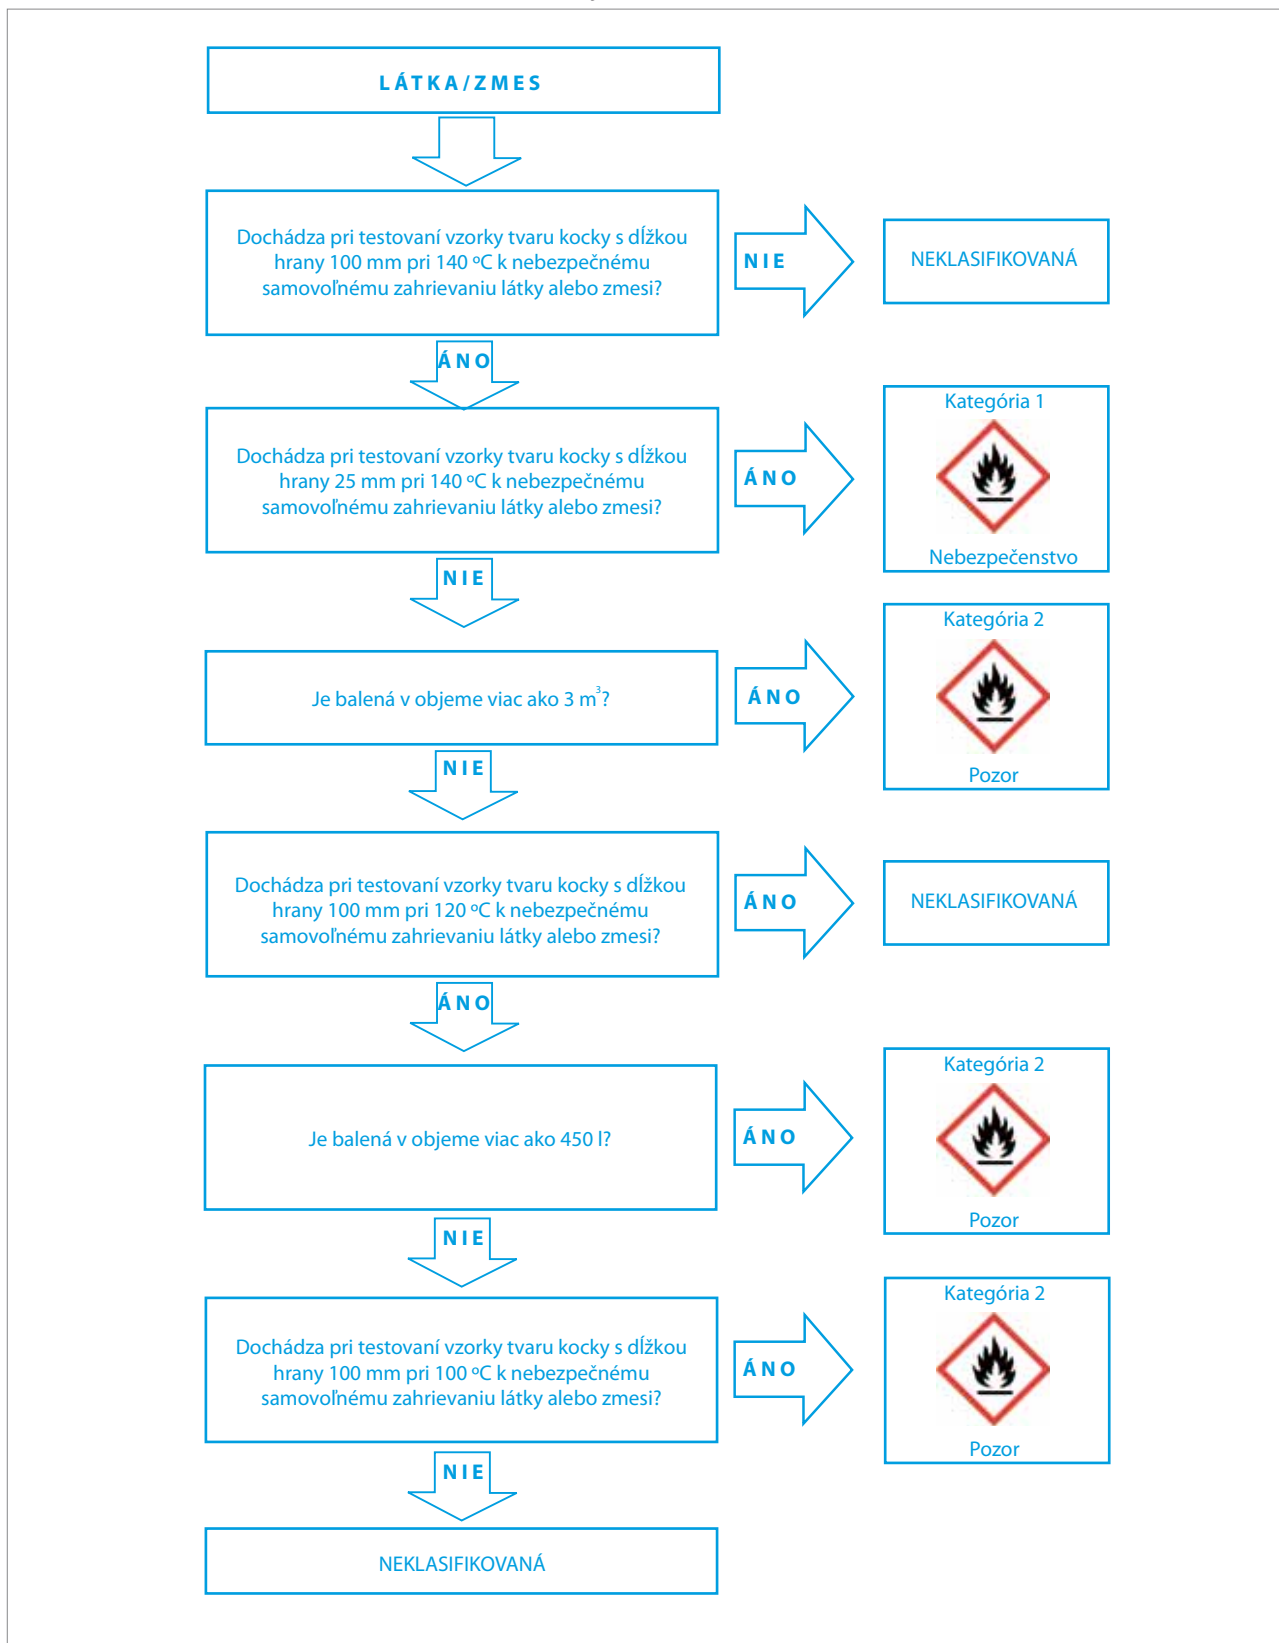 LÁTKA/ZMES
Dochádza pri testovaní vzorky tvaru kocky s dĺžkou
hrany 100 mm pri 140 ºC k nebezpečnému
samovoľnému zahrievaniu látky alebo zmesi?
NIE
NEKLASIFIKOVANÁ
ÁNO
Dochádza pri testovaní vzorky tvaru kocky s dĺžkou
hrany 25 mm pri 140 ºC k nebezpečnému
samovoľnému zahrievaniu látky alebo zmesi?
ÁNO
Kategória 1
Nebezpečenstvo
NIE
Je balená v objeme viac ako 3 m³?
ÁNO
Kategória 2
Pozor
NIE
Dochádza pri testovaní vzorky tvaru kocky s dĺžkou
hrany 100 mm pri 120 ºC k nebezpečnému
samovoľnému zahrievaniu látky alebo zmesi?
ÁNO
NEKLASIFIKOVANÁ
ÁNO
Je balená v objeme viac ako 450 l?
ÁNO
Kategória 2
Pozor
NIE
Dochádza pri testovaní vzorky tvaru kocky s dĺžkou
hrany 100 mm pri 100 ºC k nebezpečnému
samovoľnému zahrievaniu látky alebo zmesi?
ÁNO
Kategória 2
Pozor
NIE
NEKLASIFIKOVANÁ